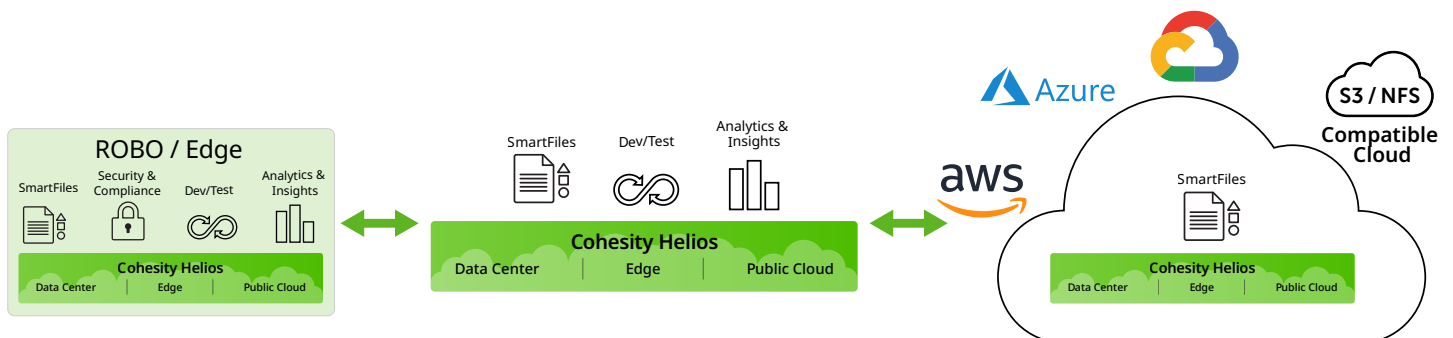 ROBO / Edge
SmartFiles
Security &
Compliance
Dev/Test
Analytics &
Insights
Cohesity Helios
Data Center
Edge
Public Cloud
SmartFiles
Dev/Test
Analytics &
Insights
Cohesity Helios
Data Center
Edge
Public Cloud
aws
Azure
S3 / NFS
Compatible
Cloud
SmartFiles
Cohesity Helios
Data Center
Edge
Public Cloud